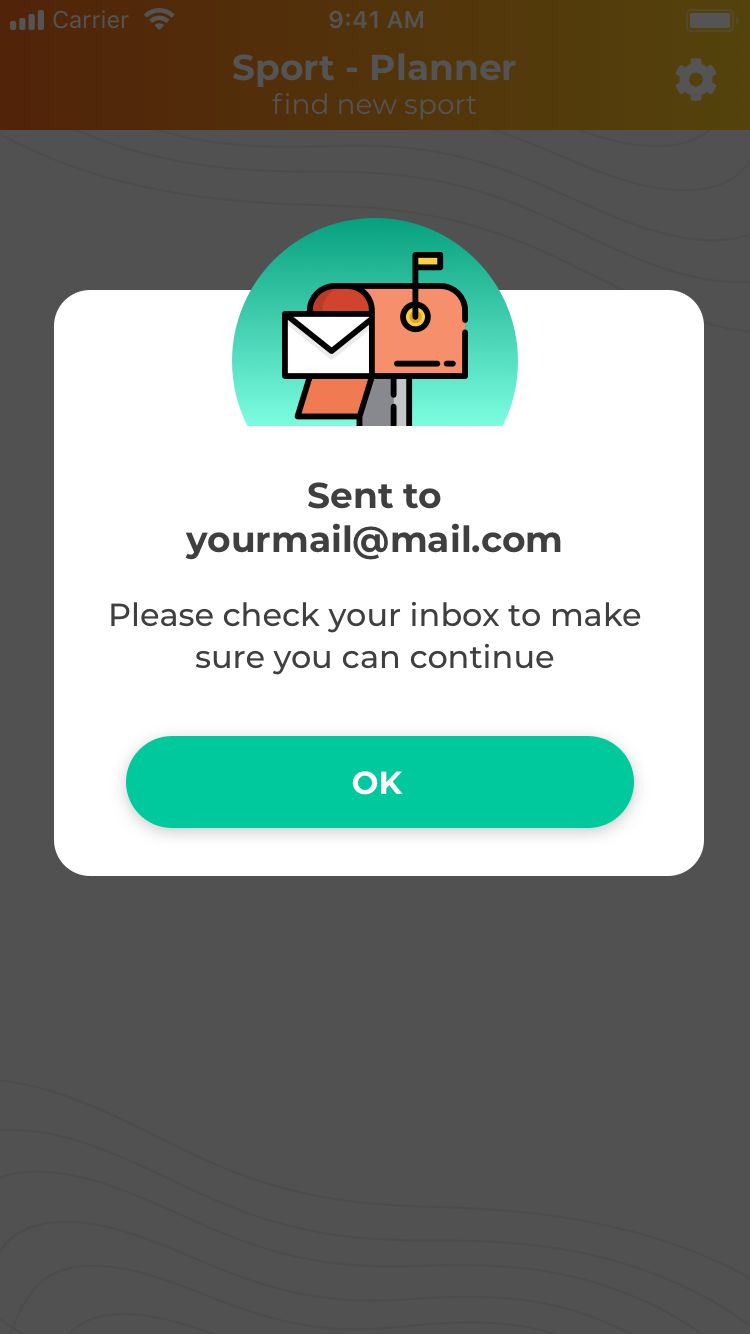 Carrier 9:41 AM
Sport - Planner
find new sport
Sent to
yourmail@mail.com
Please check your inbox to make
sure you can continue
OK